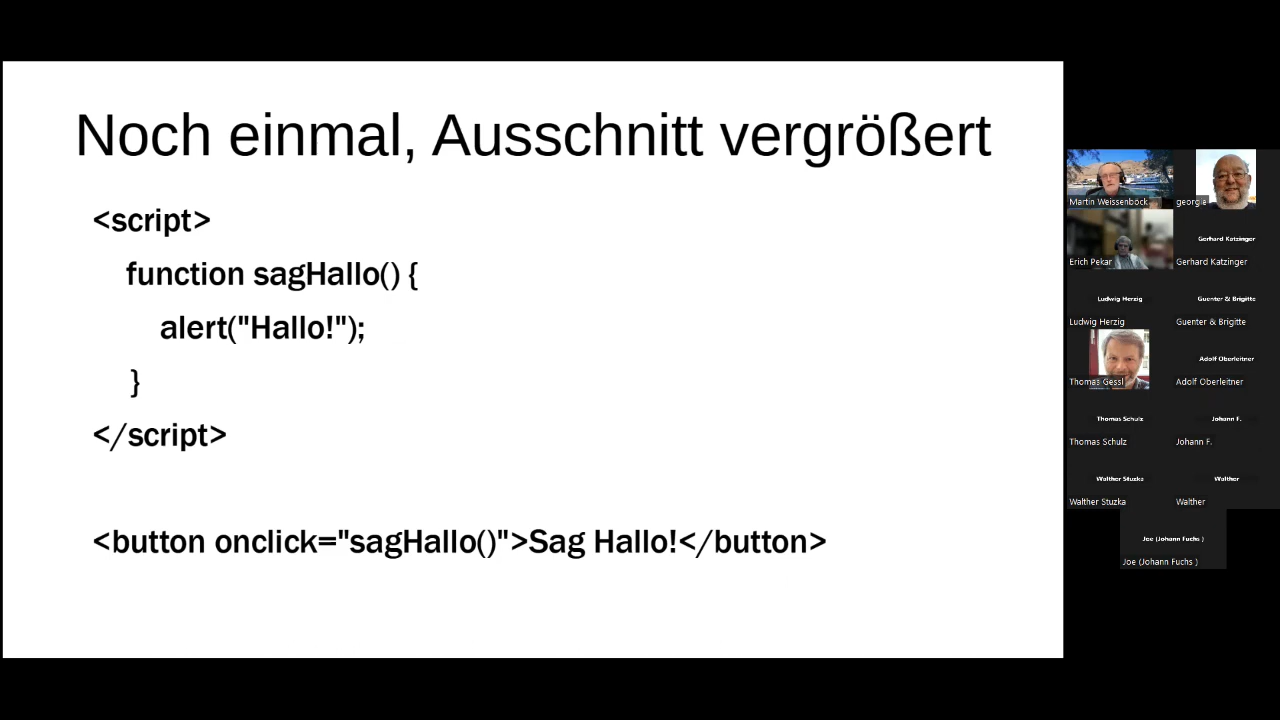 Noch einmal, Ausschnitt vergrößert
<script>
function sagHallo() {
alert("Hallo!");
}
</script>
<button onclick="sagHallo()">Sag Hallo!</button>
Martin Weissenböck
georgie
Erich Pekar
Gerhard Katzinger
Gerhard Katzinger
Ludwig Herzig
Ludwig Herzig
Guenter & Brigitte
Guenter & Brigitte
Thomas Gessl
Adolf Oberleitner
Adolf Oberleitner
Thomas Schulz
Thomas Schulz
Johann F.
Johann F.
Walther Stuzka
Walther Stuzka
Walther
Walther
Joe (Johann Fuchs )
Joe (Johann Fuchs )